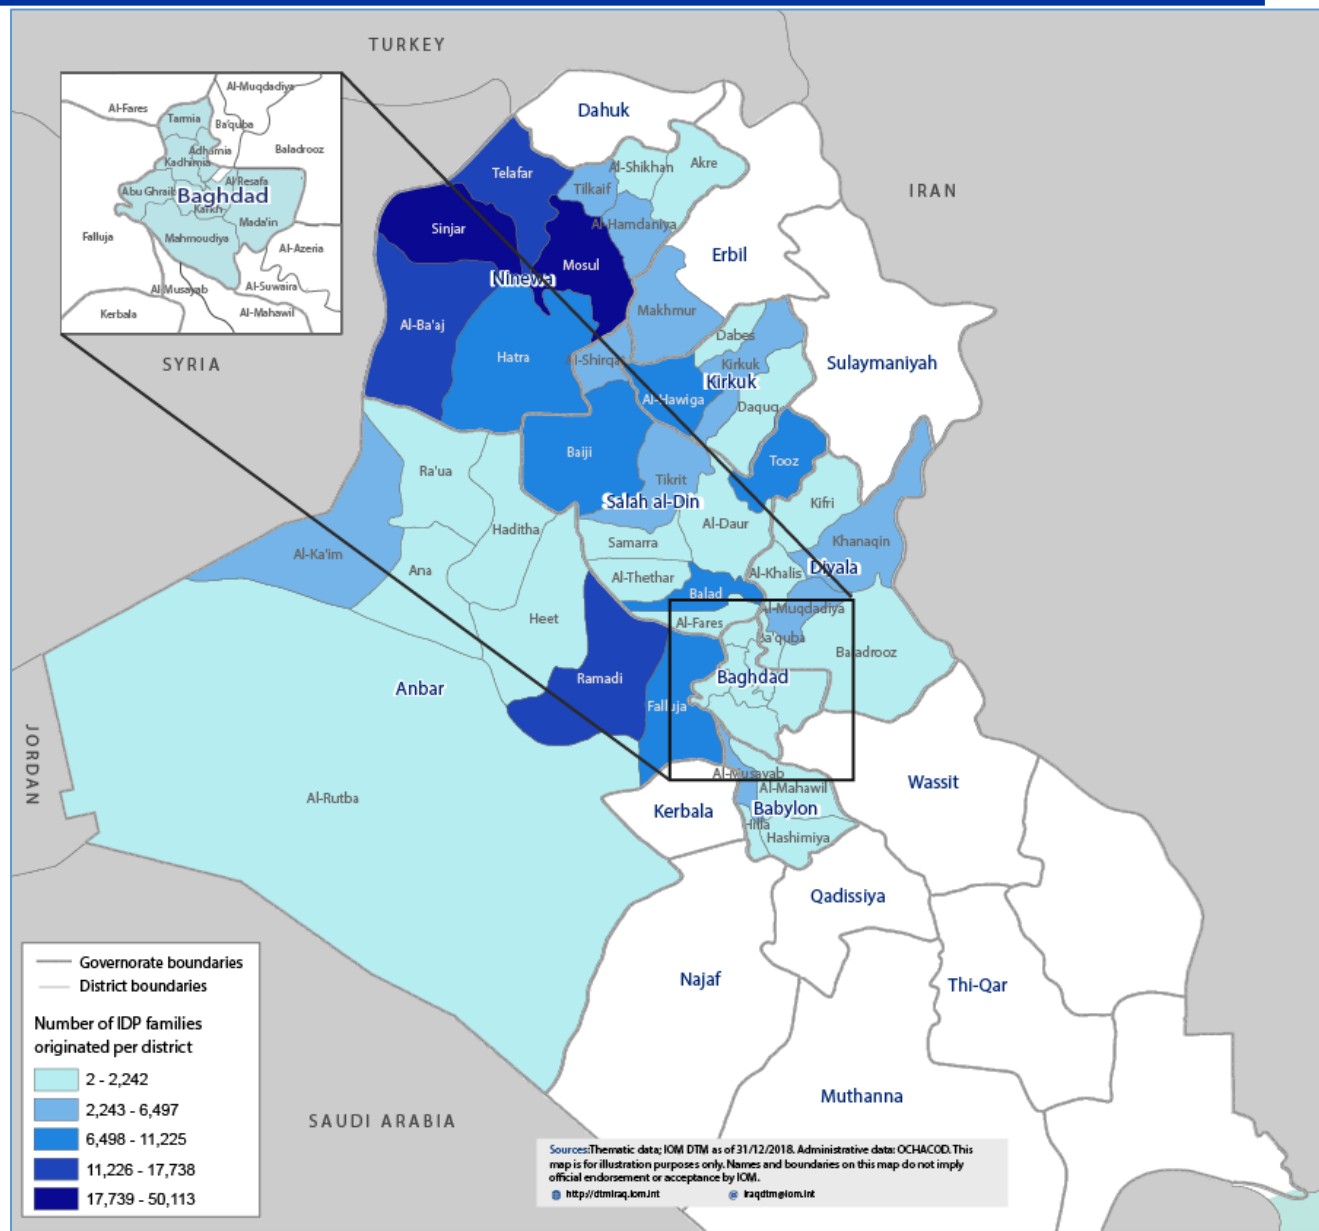 TURKEY
Al-Muqdadiya
Al-Fares
Tarmia
Ba'quba
Adhamia
Baladrooz
Kadhimia
Abu Ghraib
Al Resafa
Baghdad
Karkh
Mada'in
Falluja
Mahmoudiya
Al-Azeria
Al-Musayab
Al-Suwaira
Kerbala
Al-Mahawil
Dahuk
Telafar
Al-Shikhan
Akre
Tilkaif
IRAN
Sinjar
Al-Hamdaniya
Mosul
Erbil
Ninewa
Al-Ba'aj
Makhmur
Hatra
Dabes
SYRIA
Al-Shirqat
Kirkuk
Kirkuk
Sulaymaniyah
Al-Hawiga
Daquq
Baiji
Tooz
Ra'ua
Tikrit
Salah al-Din
Kifri
Haditha
Al-Daur
Samarra
Khanaqin
Al-Ka'im
Diyala
Ana
Al-Thethar
Al-Khalis
Balad
Al-Muqdadiya
Heet
Al-Fares
Ba'quba
Baladrooz
Ramadi
Baghdad
Anbar
Falluja
JORDAN
Al-Musayab
Wassit
Al-Mahawil
Al-Rutba
Kerbala
Babylon
Hilla
Hashimiya
Qadissiya
Najaf
Thi-Qar
Muthanna
SAUDI ARABIA
Governorate boundaries
District boundaries
Number of IDP families
originated per district
2 - 2,242
2,243 - 6,497
6,498 - 11,225
11,226 - 17,738
17,739 - 50,113
Sources:Thematic data; IOM DTM as of 31/12/2018. Administrative data: OCHACOD. This
map is for illustration purposes only. Names and boundaries on this map do not imply
official endorsement or acceptance by IOM.
http://dtmiraq.iom.int iraqdtm@iom.int